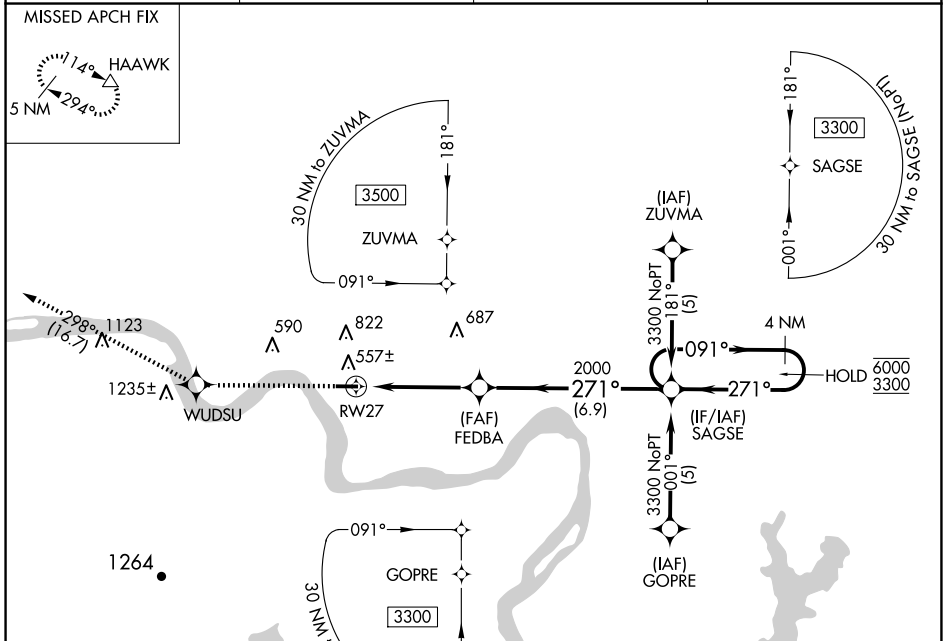 MISSED APCH FIX
114°
HAAWK
5 NM
294°
30 NM to ZUVMA
181°
3500
ZUVMA
091°
181°
3300
SAGSE
001°
30 NM to SAGSE (NoPT)
(IAF)
ZUVMA
3300 NoPT
181°
(5)
4 NM
091°
HOLD
6000
3300
298°
(16.7)
1123
590
822
687
557±
1235±
WUDSU
RW27
(FAF)
FEDBA
2000
271°
(6.9)
271°
(IF/IAF)
SAGSE
3300 NoPT
001°
(5)
(IAF)
GOPRE
1264
091°
GOPRE
3300
30 NM